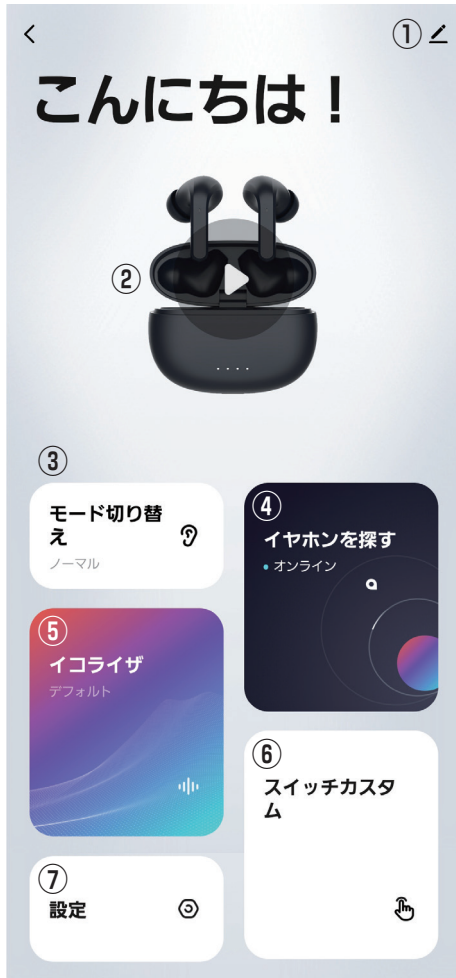 ①
こんにちは！
②
③
モード切り替
え
ノーマル
④
イヤホンを探す
オンライン
⑤
イコライザ
デフォルト
⑥
スイッチカスタ
ム
⑦
設定